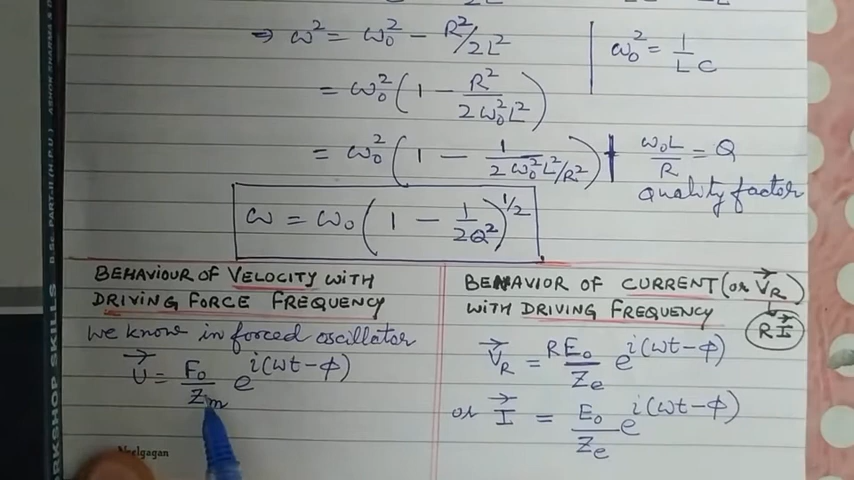 ⇒ ω² = ω₀² − R²/2L²
ω₀² = 1/LC
= ω₀² (1 − R²/2ω₀²L²)
= ω₀² (1 − 1/2ω₀²L²/R²)
ω₀L/R = Q
Quality factor
ω = ω₀ (1 − 1/2Q²)^1/2
BEHAVIOUR OF VELOCITY WITH
DRIVING FORCE FREQUENCY
We know in forced oscillator
v⃗ = F₀/Zₘ e^i(ωt−φ)
BEHAVIOR OF CURRENT (or V⃗_R)
WITH DRIVING FREQUENCY
R I⃗
V⃗_R = RE₀/Zₑ e^i(ωt−φ)
or I⃗ = E₀/Zₑ e^i(ωt−φ)
Neelgagan
WORKSHOP SKILLS
B.Sc. PART-II (H.P.U.)